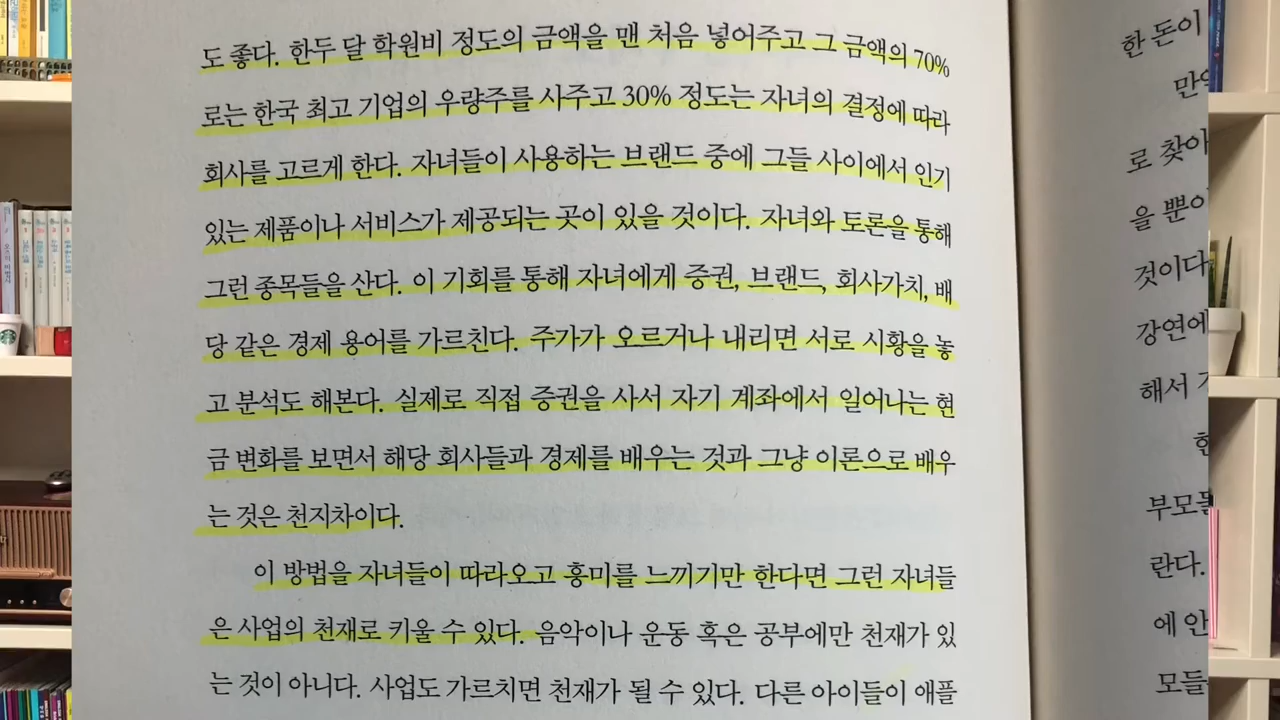 도 좋다. 한두 달 학원비 정도의 금액을 맨 처음 넣어주고 그 금액의 70%
로는 한국 최고 기업의 우량주를 사주고 30% 정도는 자녀의 결정에 따라
회사를 고르게 한다. 자녀들이 사용하는 브랜드 중에 그들 사이에서 인기
있는 제품이나 서비스가 제공되는 곳이 있을 것이다. 자녀와 토론을 통해
그런 종목들을 산다. 이 기회를 통해 자녀에게 증권, 브랜드, 회사가치, 배
당 같은 경제 용어를 가르친다. 주가가 오르거나 내리면 서로 시황을 놓
고 분석도 해본다. 실제로 직접 증권을 사서 자기 계좌에서 일어나는 현
금 변화를 보면서 해당 회사들과 경제를 배우는 것과 그냥 이론으로 배우
는 것은 천지차이다.
이 방법을 자녀들이 따라오고 흥미를 느끼기만 한다면 그런 자녀들
은 사업의 천재로 키울 수 있다. 음악이나 운동 혹은 공부에만 천재가 있
는 것이 아니다. 사업도 가르치면 천재가 될 수 있다. 다른 아이들이 애플
한 돈이
로 찾아
을 뿐이
것이다
강연에
해서
부모들
란다.
에 안
모들